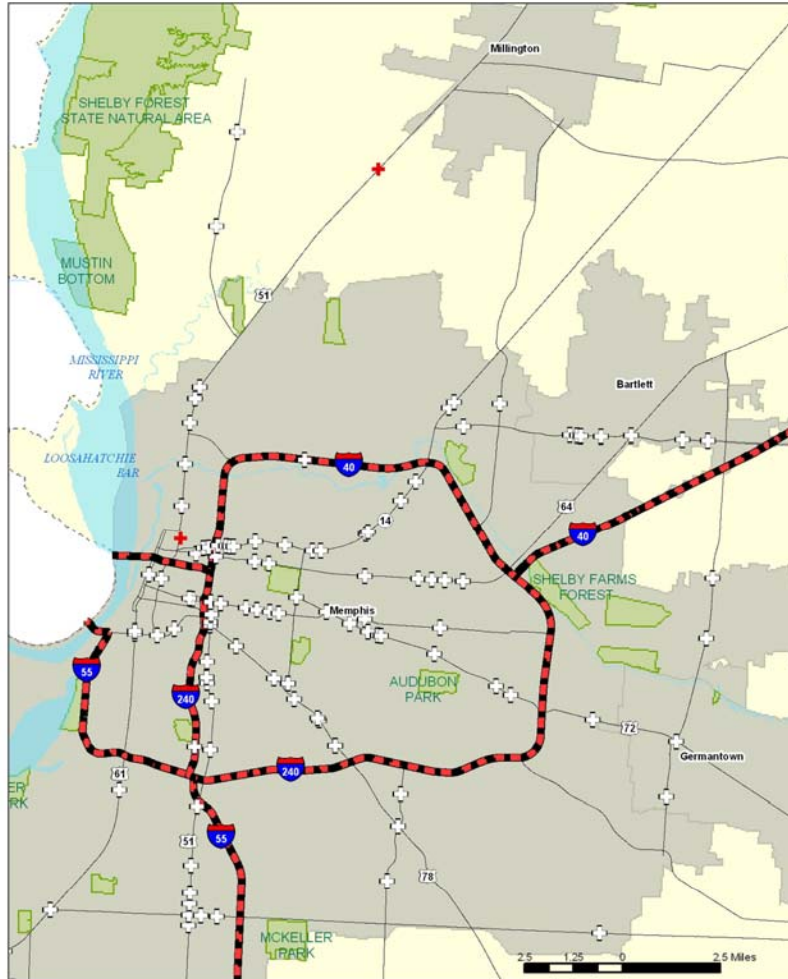 Millington
SHELBY FOREST
STATE NATURAL AREA
MUSTIN
BOTTOM
51
MISSISSIPPI
RIVER
Bartlett
LOOSAHATCHIE
BAR
40
64
14
40
SHELBY FARMS
FOREST
Memphis
55
AUDUBON
PARK
240
72
Germantown
61
240
ER
RK
55
51
78
MCKELLER
PARK
2.5 1.25 0 2.5 Miles